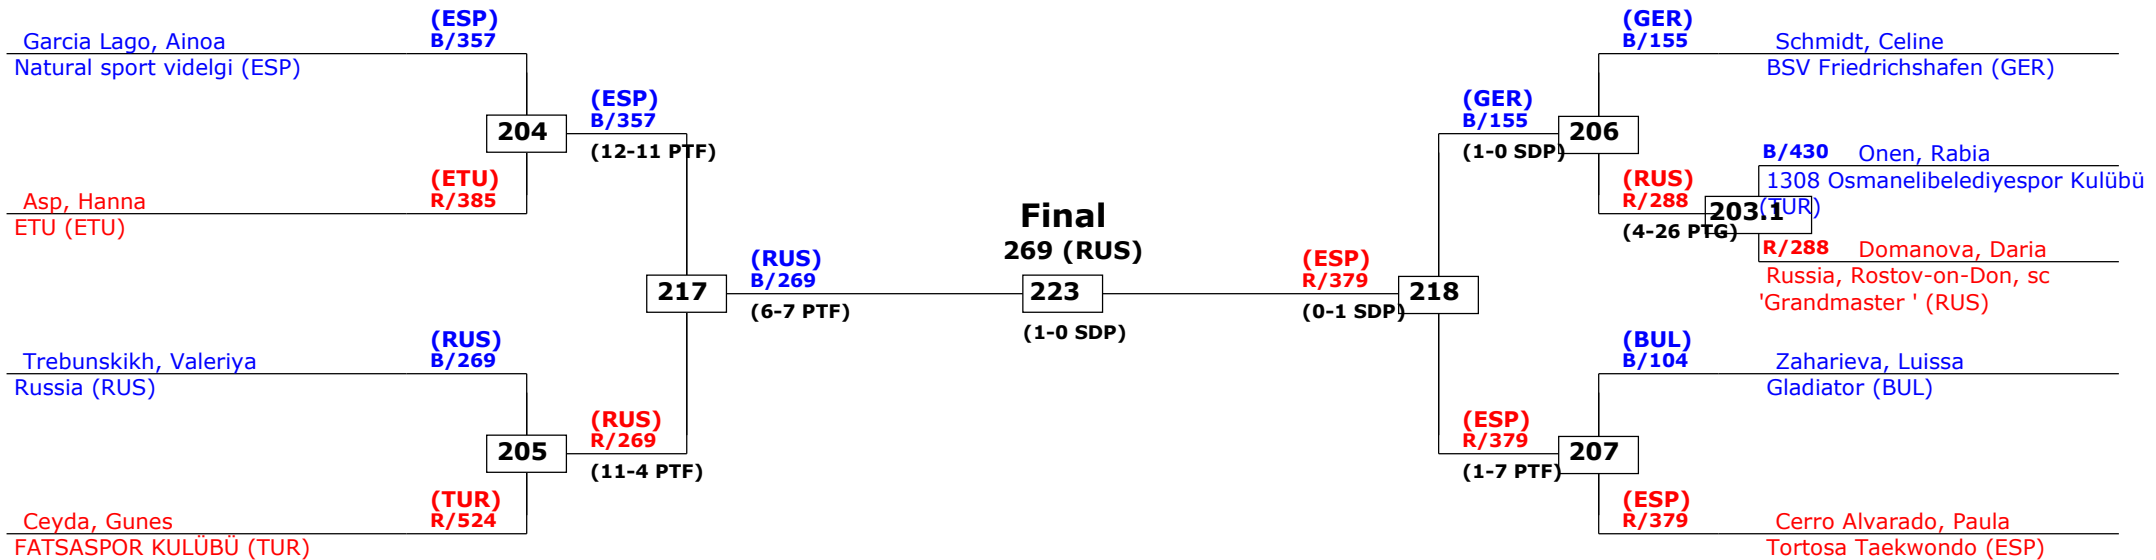 (ESP)
B/357
Garcia Lago, Ainoa
Natural sport videlgi (ESP)
204
(ESP)
B/357
(12-11 PTF)
(ETU)
R/385
Asp, Hanna
ETU (ETU)
217
(RUS)
B/269
(6-7 PTF)
(RUS)
B/269
Trebunskikh, Valeriya
Russia (RUS)
205
(RUS)
R/269
(11-4 PTF)
(TUR)
R/524
Ceyda, Gunes
FATSASPOR KULÜBÜ (TUR)
Final
269 (RUS)
223
(1-0 SDP)
(ESP)
R/379
(0-1 SDP)
218
(GER)
B/155
(1-0 SDP)
206
(GER)
B/155
Schmidt, Celine
BSV Friedrichshafen (GER)
(RUS)
R/288
(4-26 PTG)
203.1
B/430
Onen, Rabia
1308 Osmanelibelediyespor Kulübü
(TUR)
R/288
Domanova, Daria
Russia, Rostov-on-Don, sc
'Grandmaster ' (RUS)
(ESP)
R/379
(1-7 PTF)
207
(BUL)
B/104
Zaharieva, Luissa
Gladiator (BUL)
(ESP)
R/379
Cerro Alvarado, Paula
Tortosa Taekwondo (ESP)